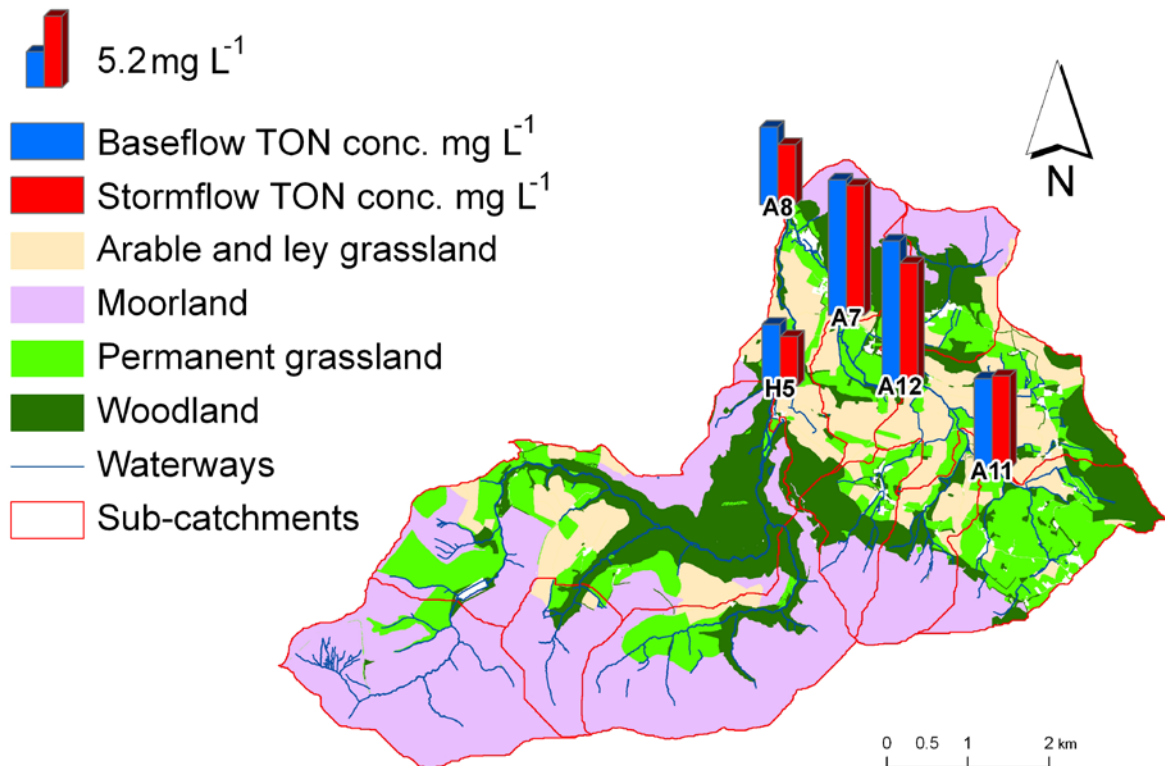 5.2 mg L-1
Baseflow TON conc. mg L-1
Stormflow TON conc. mg L-1
Arable and ley grassland
Moorland
Permanent grassland
Woodland
Waterways
Sub-catchments
N
A8
A7
H5
A12
A11
0 0.5 1 2 km